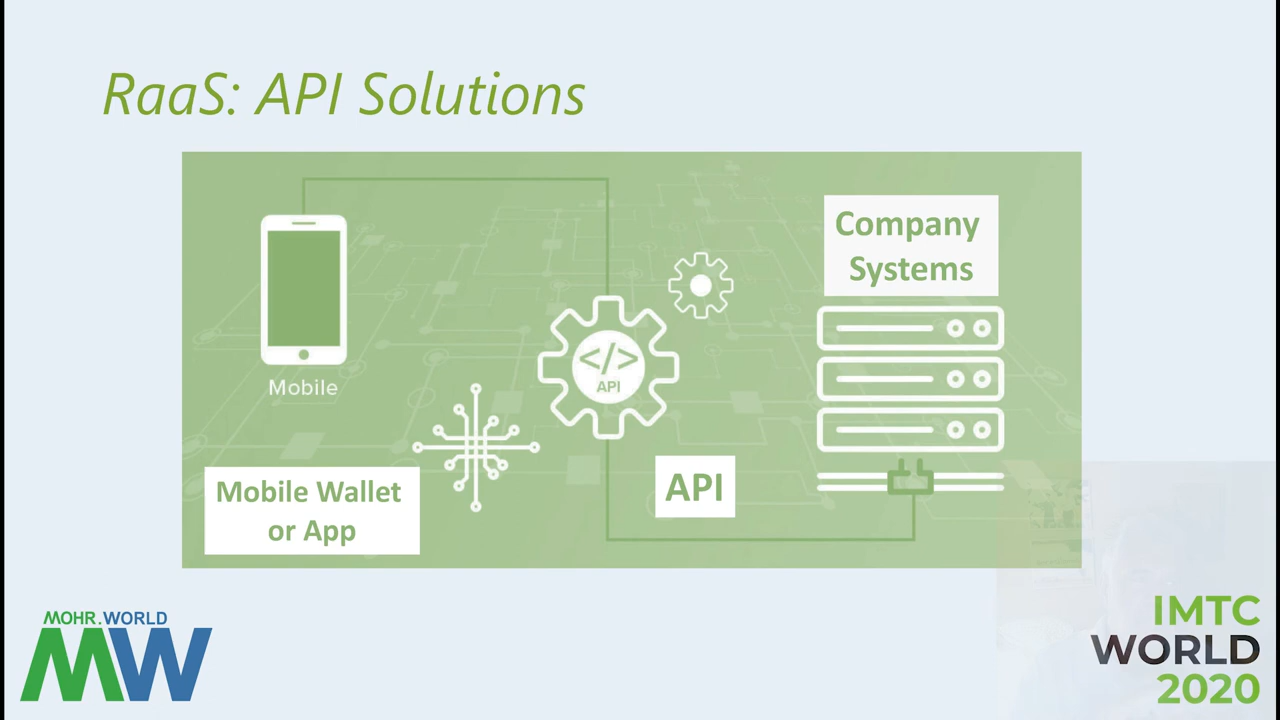 RaaS: API Solutions
Company
Systems
</>
API
Mobile
Mobile Wallet
or App
API
MOHR.WORLD
MW
IMTC
WORLD
2020